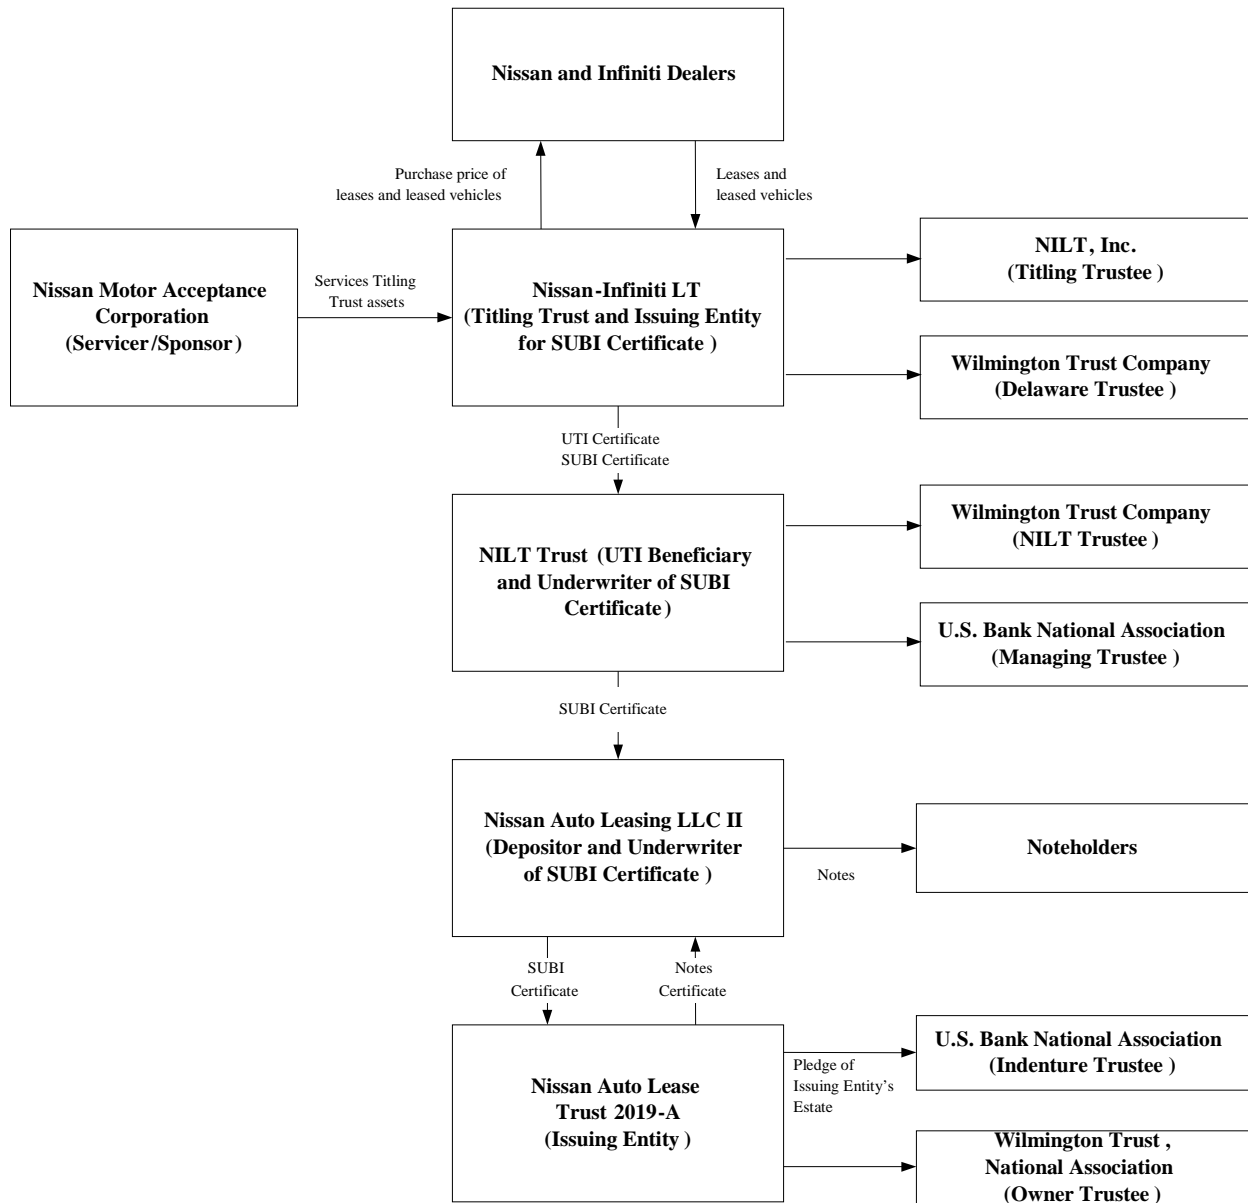 Nissan and Infiniti Dealers
Purchase price of
leases and leased vehicles
Leases and
leased vehicles
Nissan Motor Acceptance
Corporation
(Servicer/Sponsor)
Services Titling
Trust assets
Nissan-Infiniti LT
(Titling Trust and Issuing Entity
for SUBI Certificate)
NILT, Inc.
(Titling Trustee)
Wilmington Trust Company
(Delaware Trustee)
UTI Certificate
SUBI Certificate
NILT Trust (UTI Beneficiary
and Underwriter of SUBI
Certificate)
Wilmington Trust Company
(NILT Trustee)
U.S. Bank National Association
(Managing Trustee)
SUBI Certificate
Nissan Auto Leasing LLC II
(Depositor and Underwriter
of SUBI Certificate)
Notes
Noteholders
SUBI
Certificate
Notes
Certificate
Nissan Auto Lease
Trust 2019-A
(Issuing Entity)
Pledge of
Issuing Entity’s
Estate
U.S. Bank National Association
(Indenture Trustee)
Wilmington Trust,
National Association
(Owner Trustee)